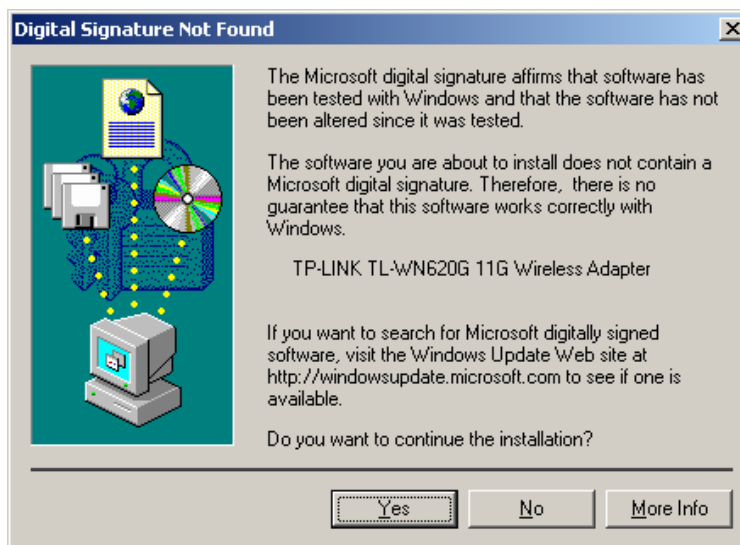 Digital Signature Not Found
The Microsoft digital signature affirms that software has
been tested with Windows and that the software has not
been altered since it was tested.
The software you are about to install does not contain a
Microsoft digital signature. Therefore,  there is no
guarantee that this software works correctly with
Windows.
TP-LINK TL-WN620G 11G Wireless Adapter
If you want to search for Microsoft digitally signed
software, visit the Windows Update Web site at
http://windowsupdate.microsoft.com to see if one is
available.
Do you want to continue the installation?
Yes No More Info